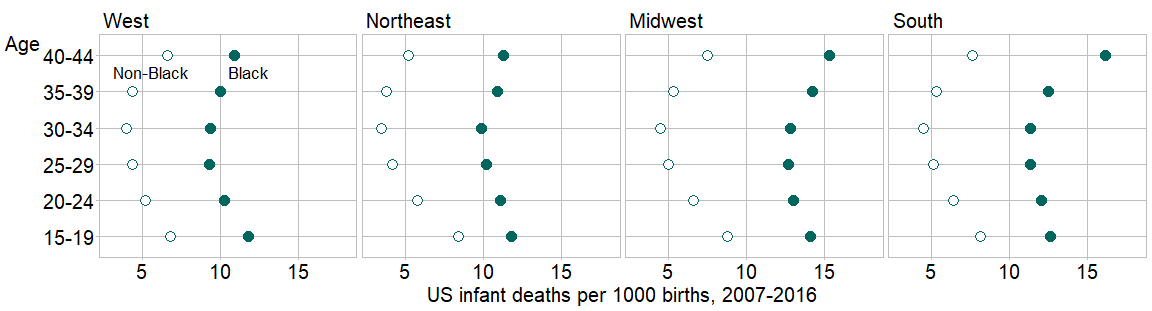 West Northeast Midwest South
Age
40-44
Non-Black Black
35-39
30-34
25-29
20-24
15-19
5 10 15 5 10 15 5 10 15 5 10 15
US infant deaths per 1000 births, 2007-2016